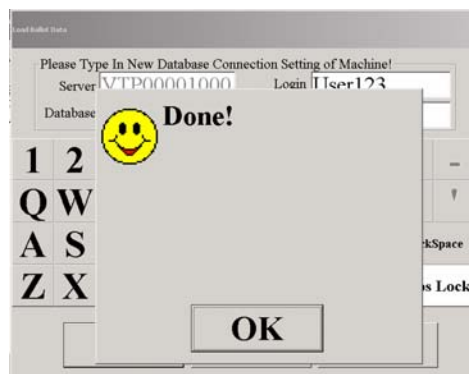 Load Ballot Data
Please Type In New Database Connection Setting of Machine!
Server VTP00001000 Login User123
Database
Done!
1 2 -
Q W '
A S kSpace
Z X os Lock
OK